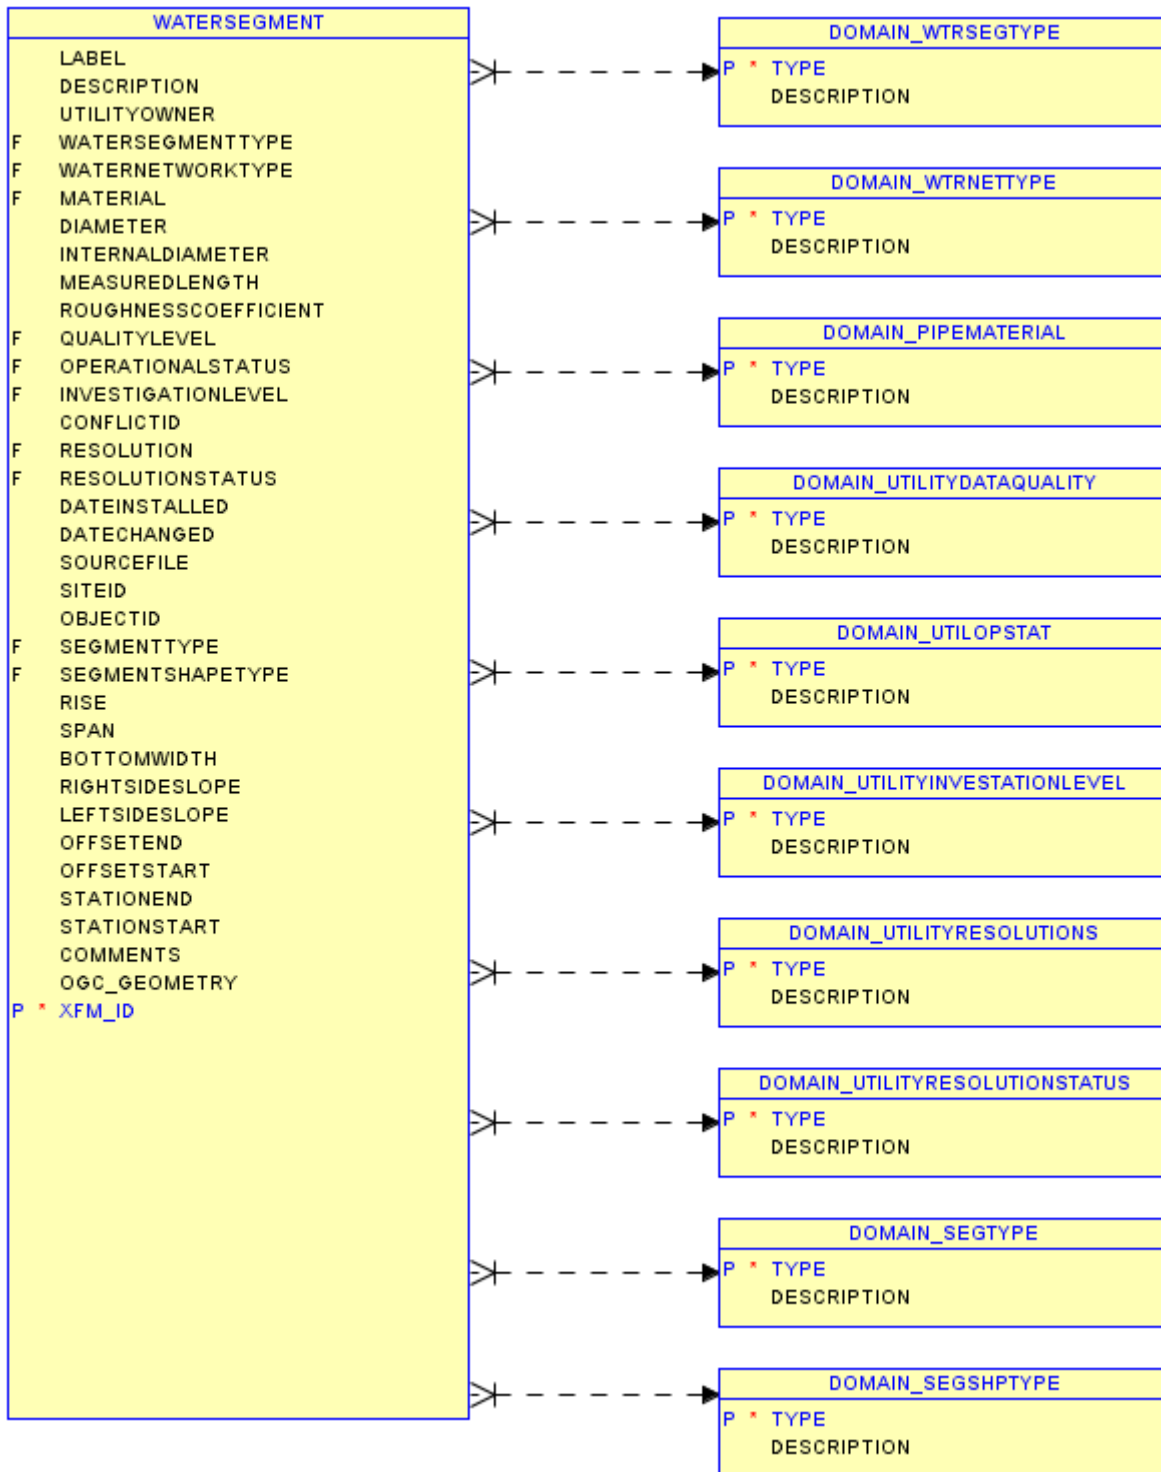 WATERSEGMENT
LABEL
DESCRIPTION
UTILITYOWNER
F WATERSEGMENTTYPE
F WATERNETWORKTYPE
F MATERIAL
DIAMETER
INTERNALDIAMETER
MEASUREDLENGTH
ROUGHNESSCOEFFICIENT
F QUALITYLEVEL
F OPERATIONALSTATUS
F INVESTIGATIONLEVEL
CONFLICTID
F RESOLUTION
F RESOLUTIONSTATUS
DATEINSTALLED
DATECHANGED
SOURCEFILE
SITEID
OBJECTID
F SEGMENTTYPE
F SEGMENTSHAPETYPE
RISE
SPAN
BOTTOMWIDTH
RIGHTSIDESLOPE
LEFTSIDESLOPE
OFFSETEND
OFFSETSTART
STATIONEND
STATIONSTART
COMMENTS
OGC_GEOMETRY
P * XFM_ID
DOMAIN_WTRSEGTYPE
P * TYPE
DESCRIPTION
DOMAIN_WTRNETTYPE
P * TYPE
DESCRIPTION
DOMAIN_PIPEMATERIAL
P * TYPE
DESCRIPTION
DOMAIN_UTILITYDATAQUALITY
P * TYPE
DESCRIPTION
DOMAIN_UTILOPSTAT
P * TYPE
DESCRIPTION
DOMAIN_UTILITYINVESTATIONLEVEL
P * TYPE
DESCRIPTION
DOMAIN_UTILITYRESOLUTIONS
P * TYPE
DESCRIPTION
DOMAIN_UTILITYRESOLUTIONSTATUS
P * TYPE
DESCRIPTION
DOMAIN_SEGTYPE
P * TYPE
DESCRIPTION
DOMAIN_SEGSHPTYPE
P * TYPE
DESCRIPTION